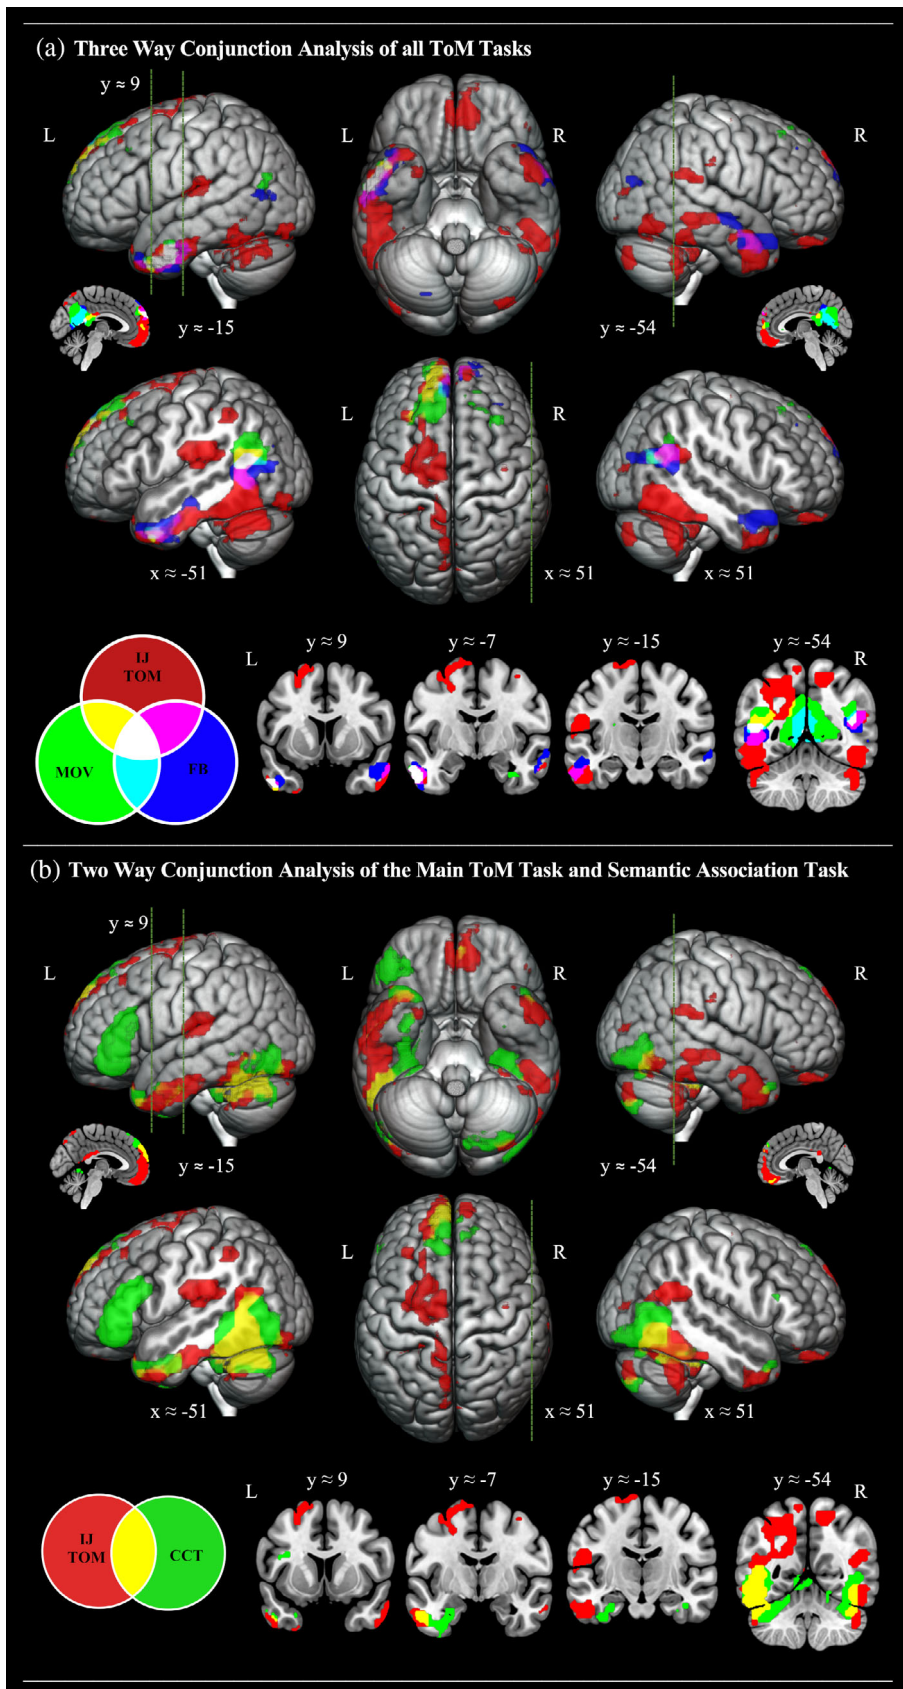 (a) Three Way Conjunction Analysis of all ToM Tasks
y ≈ 9
L
L
R
R
y ≈ -15
y ≈ -54
L
R
x ≈ -51
x ≈ 51
x ≈ 51
IJ
TOM
MOV
FB
L
y ≈ 9
y ≈ -7
y ≈ -15
y ≈ -54
R
(b) Two Way Conjunction Analysis of the Main ToM Task and Semantic Association Task
y ≈ 9
L
L
R
R
y ≈ -15
y ≈ -54
L
R
x ≈ -51
x ≈ 51
x ≈ 51
L
y ≈ 9
y ≈ -7
y ≈ -15
y ≈ -54
R
IJ
TOM
CCT